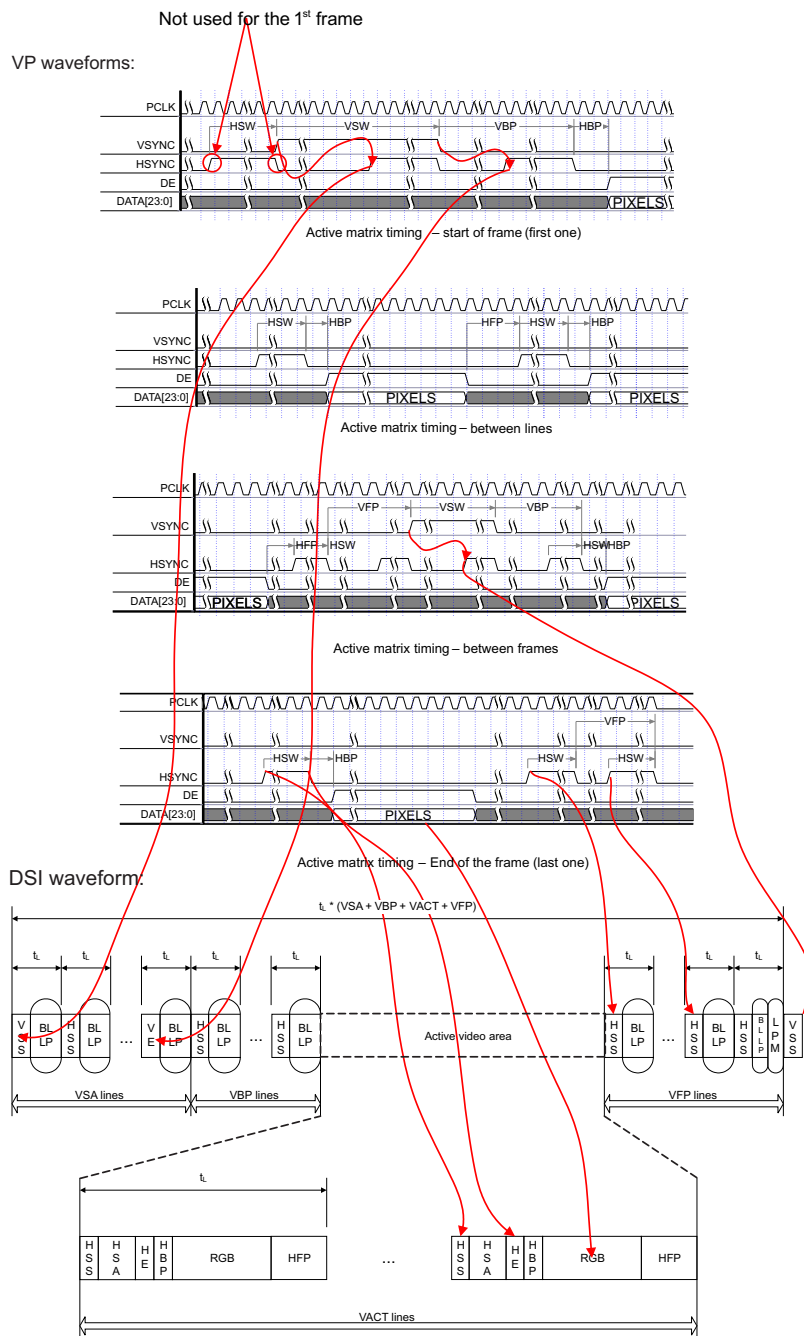 Not used for the 1st frame
VP waveforms:
PCLK
HSW VSW VBP HBP
VSYNC
HSYNC
DE
DATA[23:0] PIXELS
Active matrix timing – start of frame (first one)
PCLK
HSW HBP HFP HSW HBP
VSYNC
HSYNC
DE
DATA[23:0] PIXELS PIXELS
Active matrix timing – between lines
PCLK
VFP VSW VBP
VSYNC
HFP HSW HSW HBP
HSYNC
DE
DATA[23:0] PIXELS PIXELS
Active matrix timing – between frames
PCLK
VFP
VSYNC
HSW HBP HSW HSW
HSYNC
DE
DATA[23:0] PIXELS
Active matrix timing – End of the frame (last one)
DSI waveform:
tL * (VSA + VBP + VACT + VFP)
tL tL tL tL tL tL tL tL
VSS BLLP HSS BLLP ... VE BLLP HSS BLLP ... HSS BLLP Active video area HSS BLLP ... HSS BLLP HSS BLLP LPM VSS
VSA lines VBP lines VFP lines
tL
HSS HSA HE HBP RGB HFP ... HSS HSA HE HBP RGB HFP
VACT lines